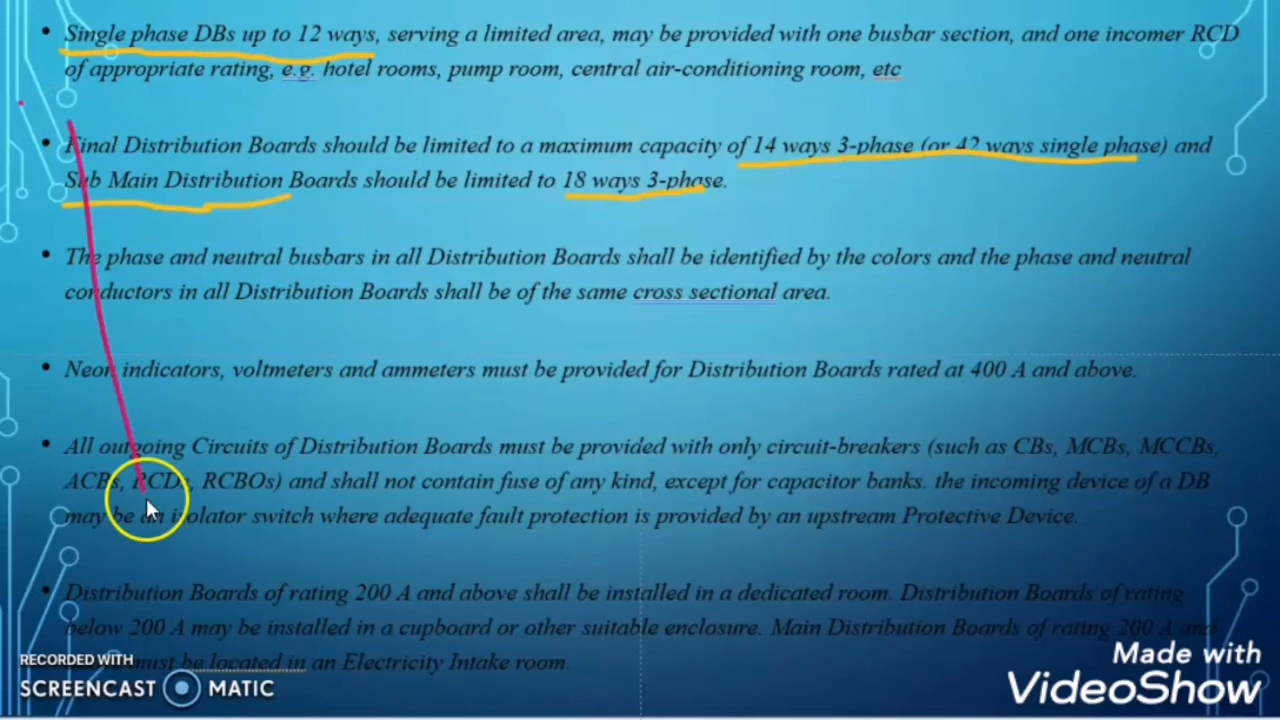 • Single phase DBs up to 12 ways, serving a limited area, may be provided with one busbar section, and one incomer RCD
of appropriate rating, e.g. hotel rooms, pump room, central air-conditioning room, etc
• Final Distribution Boards should be limited to a maximum capacity of 14 ways 3-phase (or 42 ways single phase) and
Sub Main Distribution Boards should be limited to 18 ways 3-phase.
• The phase and neutral busbars in all Distribution Boards shall be identified by the colors and the phase and neutral
conductors in all Distribution Boards shall be of the same cross sectional area.
• Neon indicators, voltmeters and ammeters must be provided for Distribution Boards rated at 400 A and above.
• All outgoing Circuits of Distribution Boards must be provided with only circuit-breakers (such as CBs, MCBs, MCCBs,
ACBs, RCDs, RCBOs) and shall not contain fuse of any kind, except for capacitor banks. the incoming device of a DB
may be an isolator switch where adequate fault protection is provided by an upstream Protective Device.
• Distribution Boards of rating 200 A and above shall be installed in a dedicated room. Distribution Boards of rating
below 200 A may be installed in a cupboard or other suitable enclosure. Main Distribution Boards of rating 200 A and
must be located in an Electricity Intake room.
RECORDED WITH
SCREENCAST MATIC
Made with
VideoShow